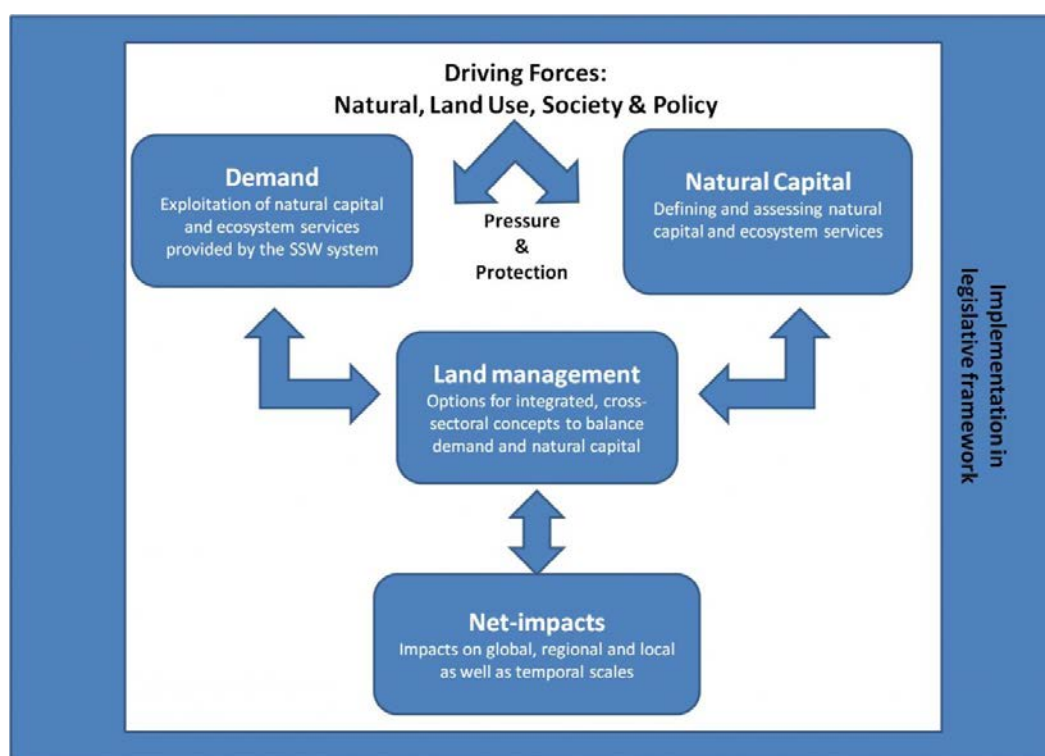 Driving Forces:
Natural, Land Use, Society & Policy
Demand
Exploitation of natural capital
and ecosystem services
provided by the SSW system
Pressure
&
Protection
Natural Capital
Defining and assessing natural
capital and ecosystem services
Land management
Options for integrated, cross-
sectoral concepts to balance
demand and natural capital
Net-impacts
Impacts on global, regional and local
as well as temporal scales
Implementation in
legislative framework